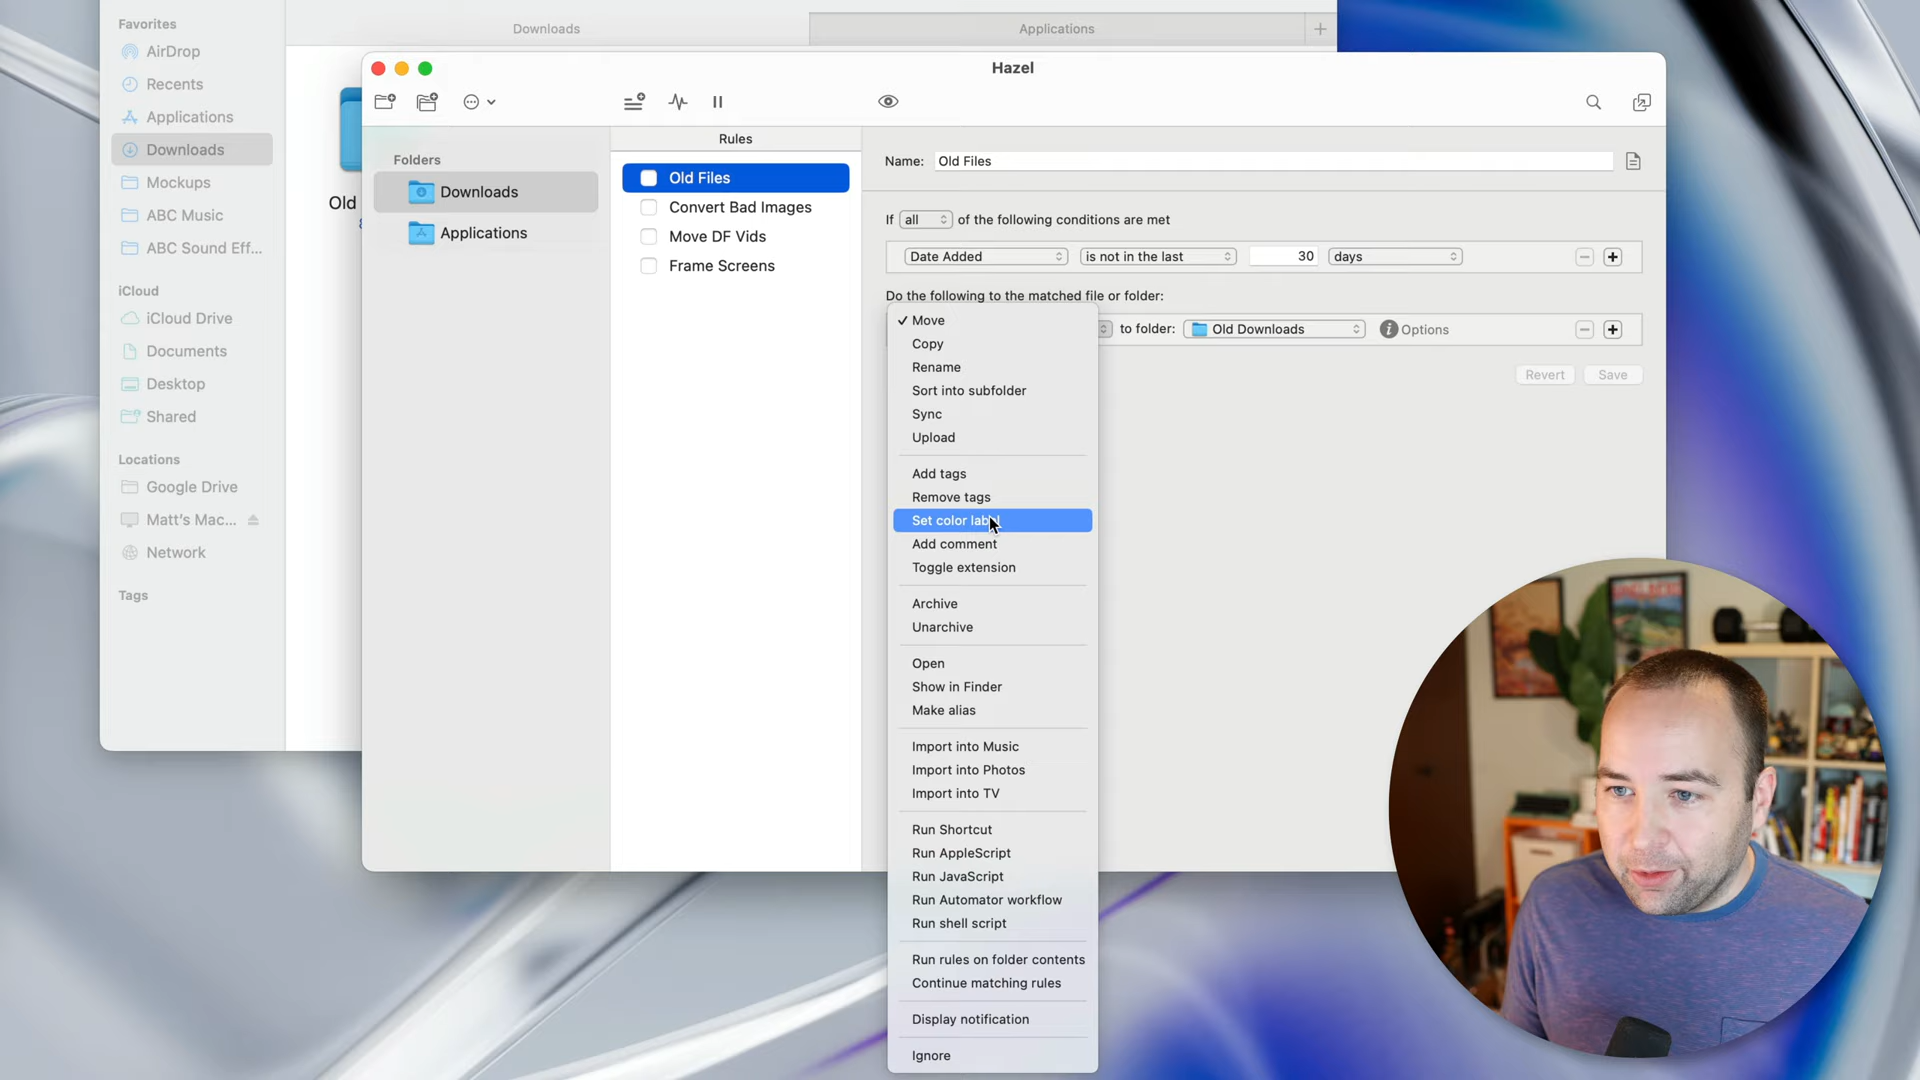 Favorites
AirDrop
Recents
Applications
Downloads
Mockups
ABC Music
ABC Sound Eff...
iCloud
iCloud Drive
Documents
Desktop
Shared
Locations
Google Drive
Matt's Mac...
Network
Tags
Downloads
Applications
Old
Hazel
Folders
Downloads
Applications
Rules
Old Files
Convert Bad Images
Move DF Vids
Frame Screens
Name: Old Files
If all of the following conditions are met
Date Added is not in the last 30 days
Do the following to the matched file or folder:
to folder: Old Downloads Options
Revert Save
✓ Move
Copy
Rename
Sort into subfolder
Sync
Upload
Add tags
Remove tags
Set color label
Add comment
Toggle extension
Archive
Unarchive
Open
Show in Finder
Make alias
Import into Music
Import into Photos
Import into TV
Run Shortcut
Run AppleScript
Run JavaScript
Run Automator workflow
Run shell script
Run rules on folder contents
Continue matching rules
Display notification
Ignore